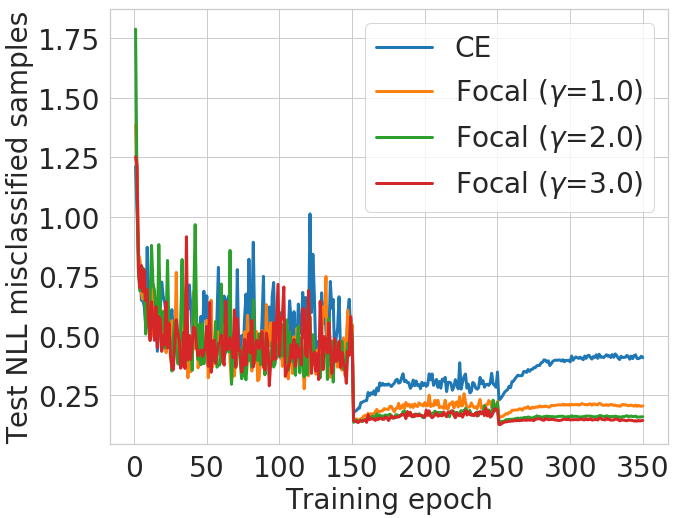 Test NLL misclassified samples
1.75
1.50
1.25
1.00
0.75
0.50
0.25
CE
Focal (γ=1.0)
Focal (γ=2.0)
Focal (γ=3.0)
0 50 100 150 200 250 300 350
Training epoch